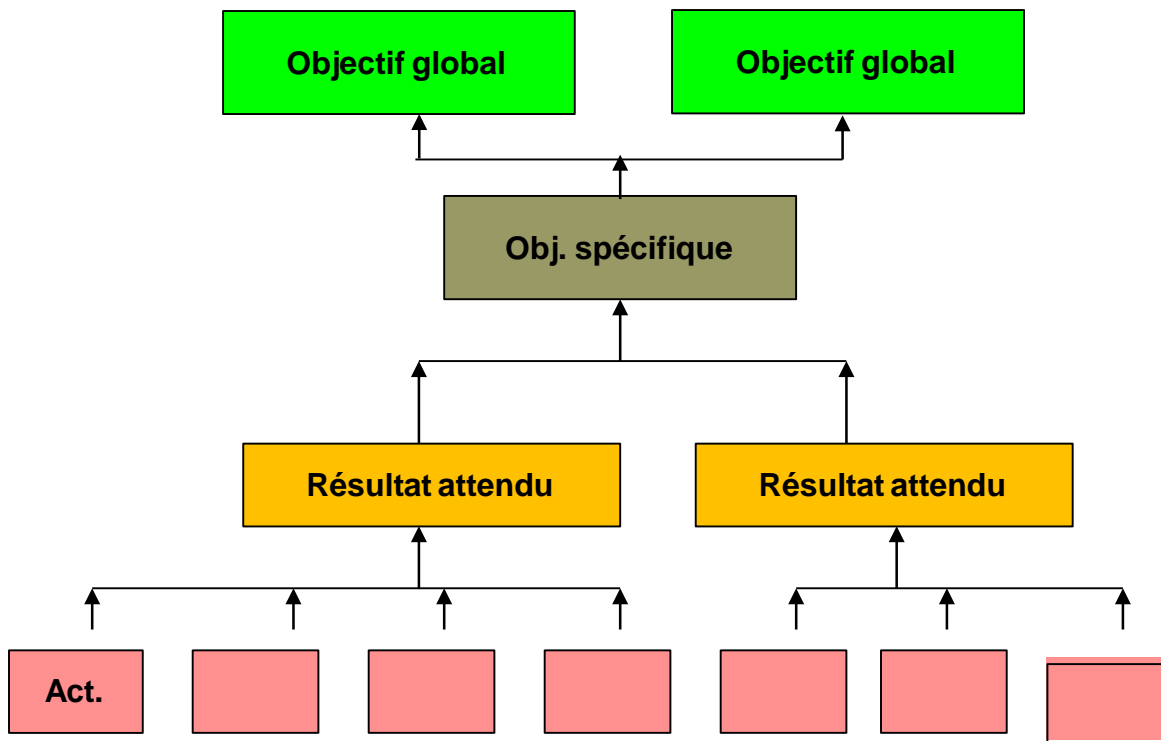 Objectif global
Objectif global
Obj. spécifique
Résultat attendu
Résultat attendu
Act.